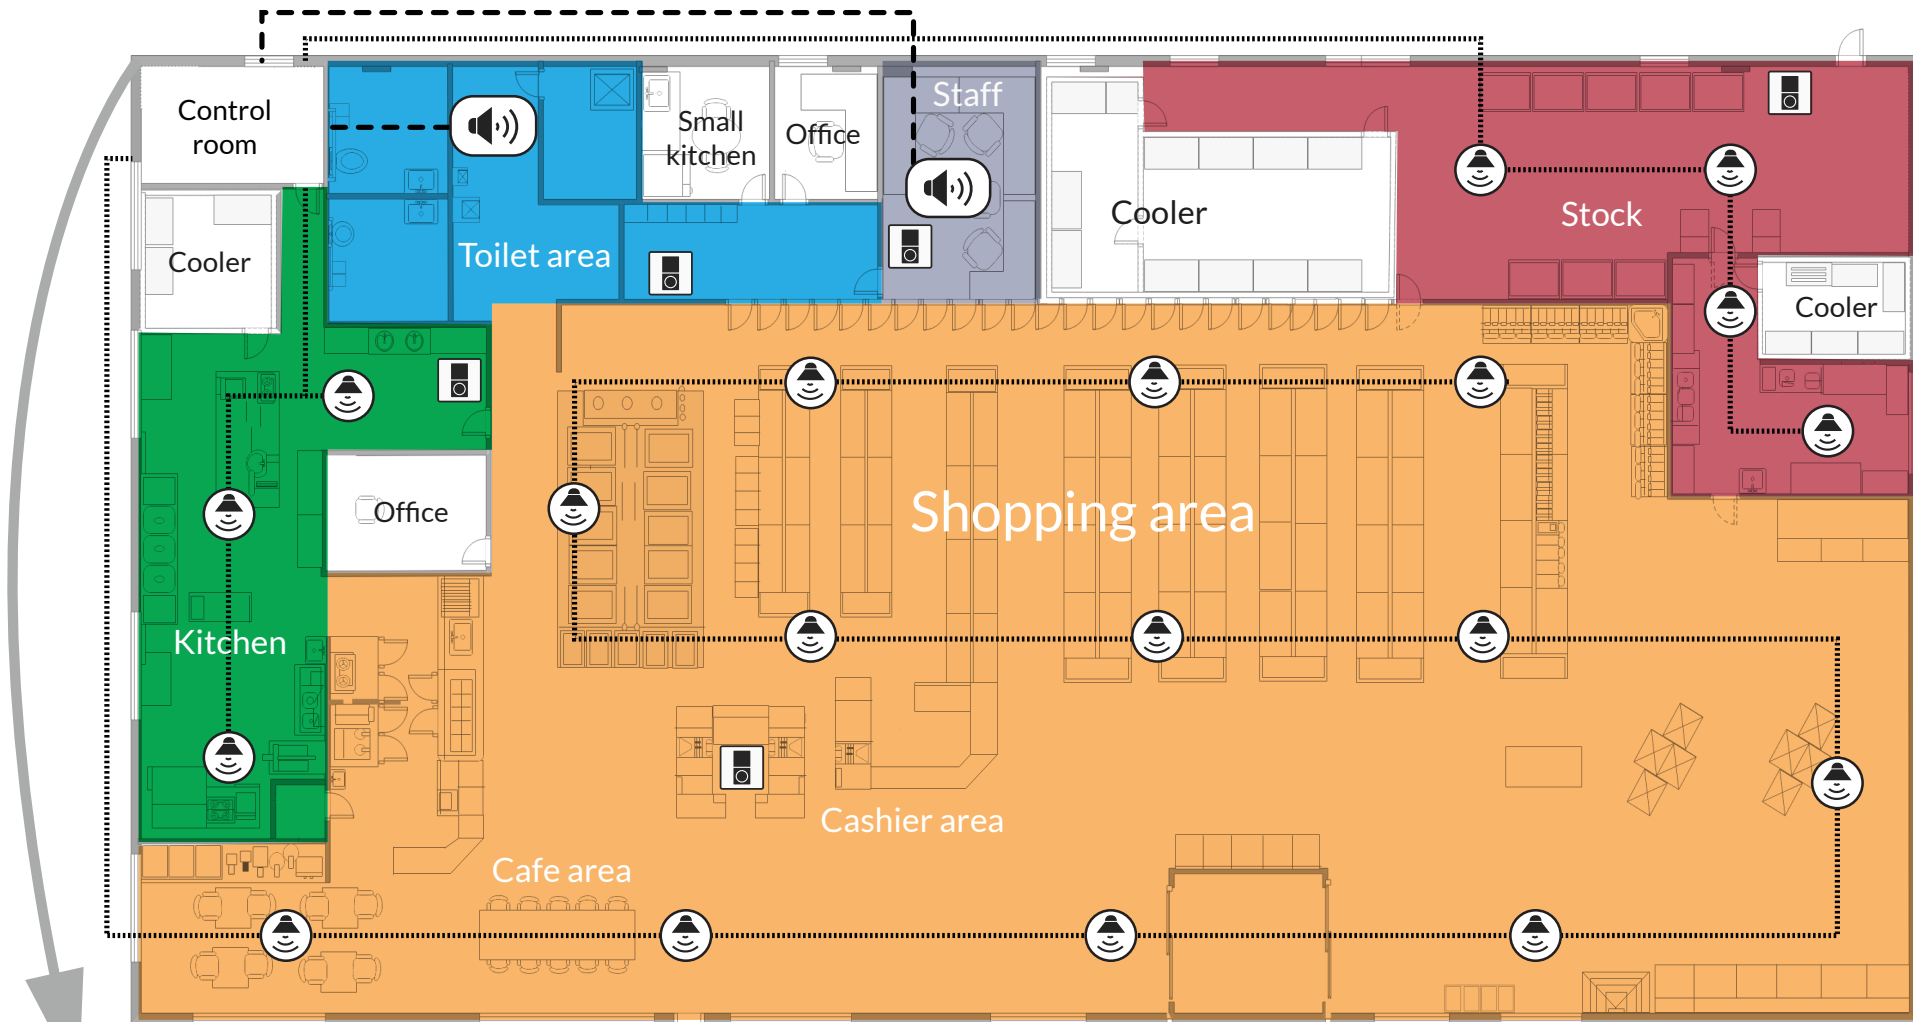 Control
room
Staff
Small
kitchen
Office
Cooler
Stock
Toilet area
Cooler
Cooler
Office
Shopping area
Kitchen
Cashier area
Cafe area